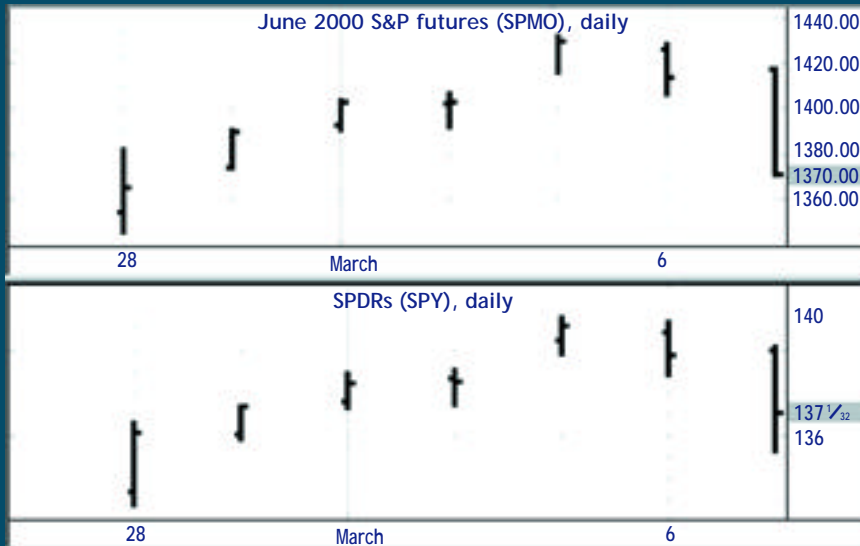 June 2000 S&P futures (SPMO), daily
1440.00
1420.00
1400.00
1380.00
1370.00
1360.00
28 March 6
SPDRs (SPY), daily
140
137 1/32
136
28 March 6